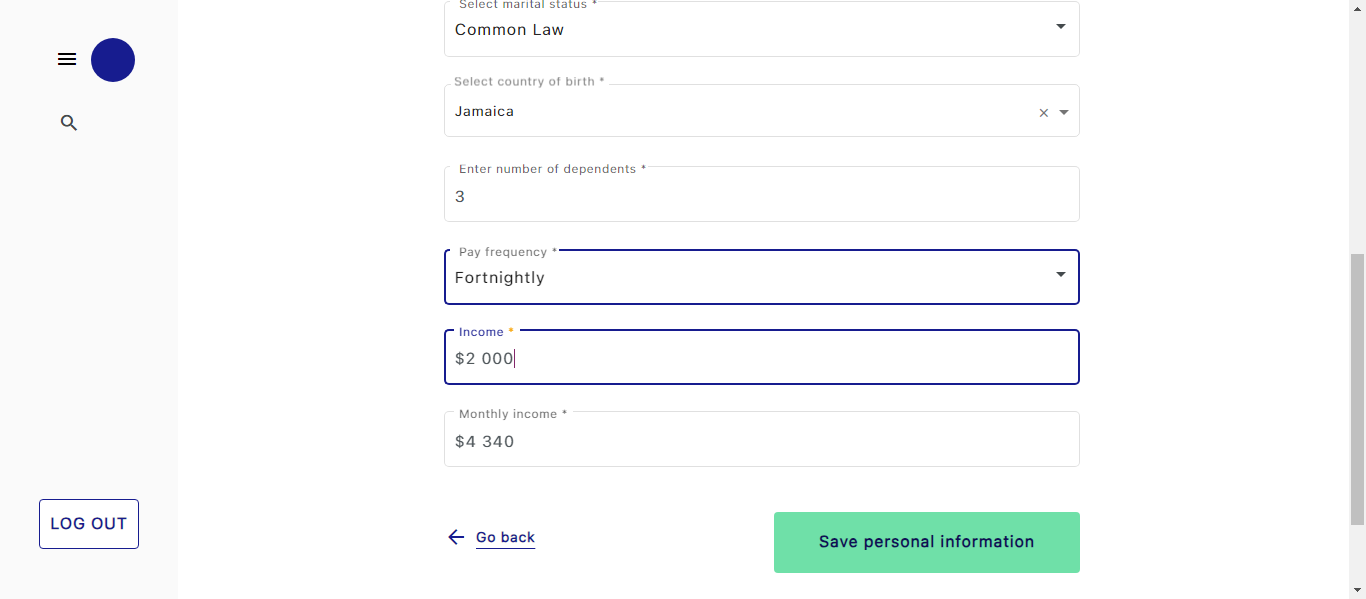 Select marital status *
Common Law
Select country of birth *
Jamaica
Enter number of dependents *
3
Pay frequency *
Fortnightly
Income *
$2 000
Monthly income *
$4 340
LOG OUT
Go back
Save personal information